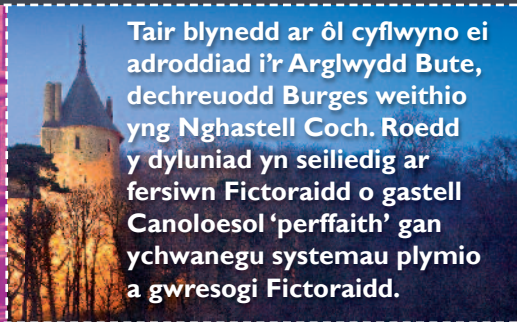 Tair blynedd ar ôl cyflwyno ei
adroddiad i'r Arglwydd Bute,
dechreuodd Burges weithio
yng Nghastell Coch. Roedd
y dyluniad yn seiliedig ar
fersiwn Fictoraidd o gastell
Canoloesol 'perffaith' gan
ychwanegu systemau plymio
a gwresogi Fictoraidd.